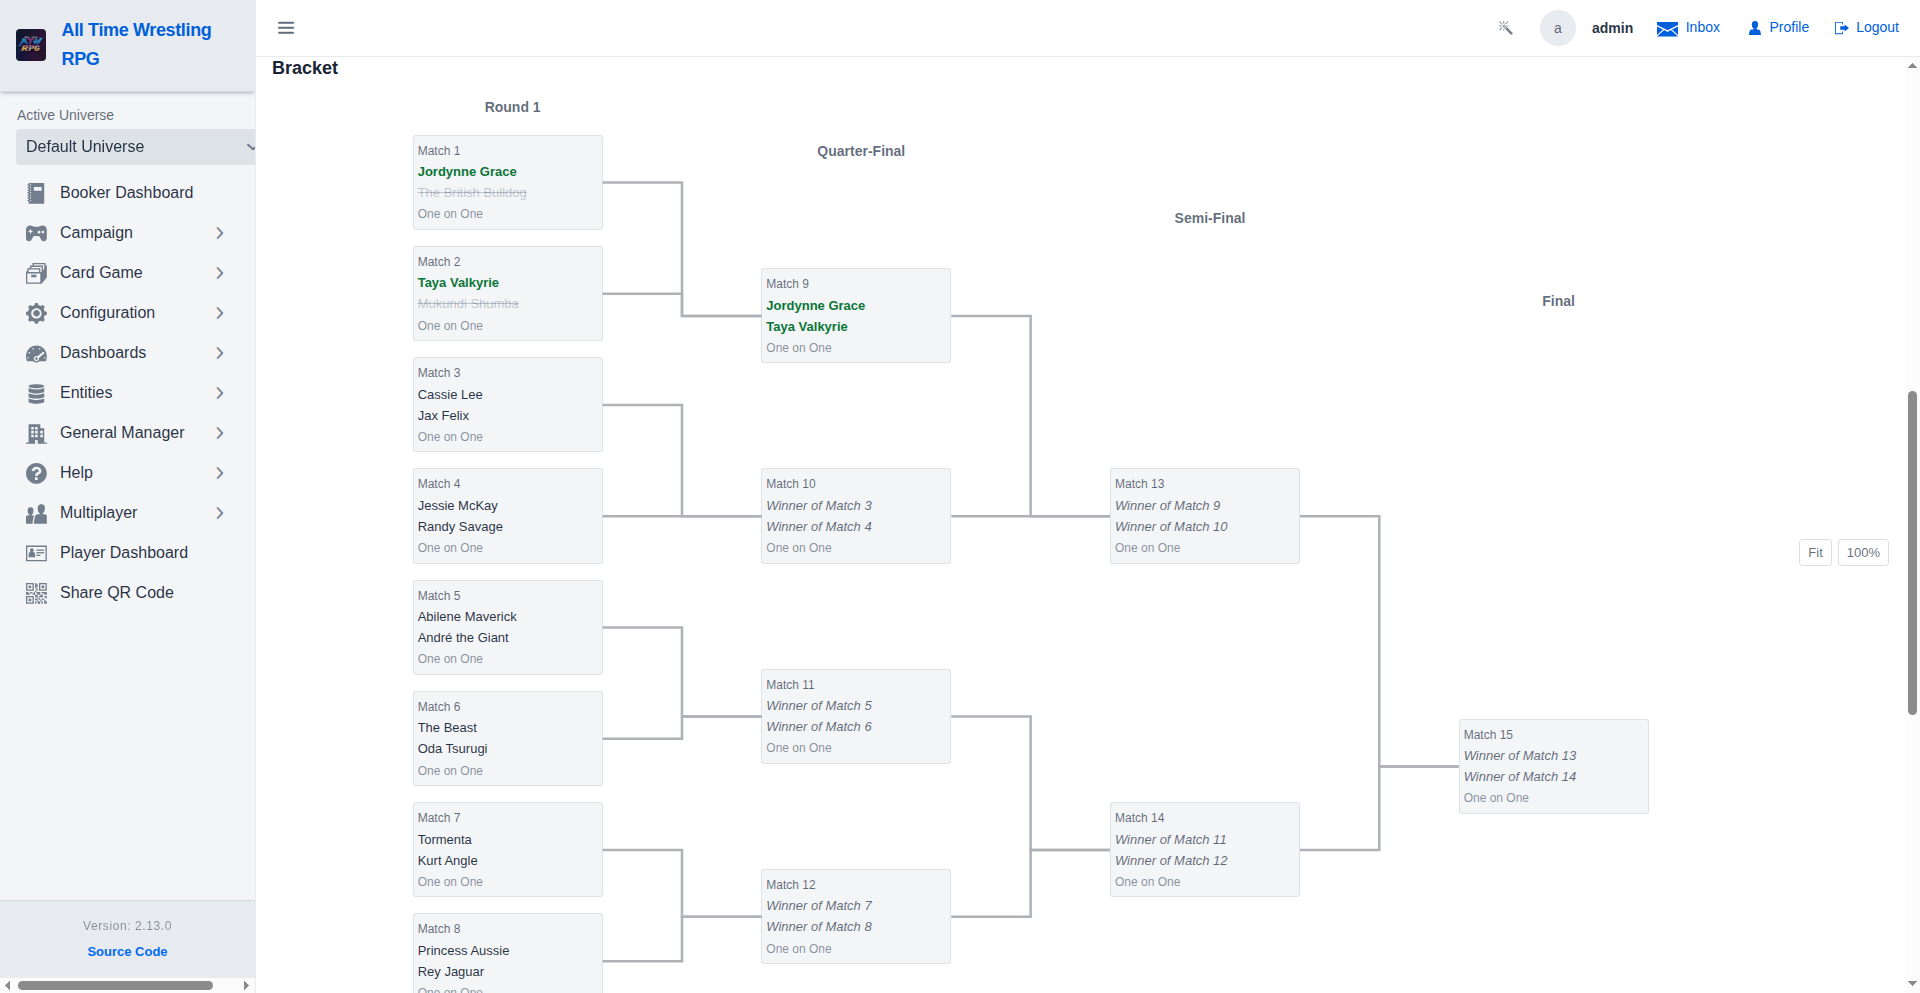 All Time Wrestling
RPG
a
admin
Inbox
Profile
Logout
Active Universe
Default Universe
Booker Dashboard
Campaign
Card Game
Configuration
Dashboards
Entities
General Manager
Help
Multiplayer
Player Dashboard
Share QR Code
Version: 2.13.0
Source Code
Bracket
Round 1
Match 1
Jordynne Grace
The British Bulldog
One on One
Match 2
Taya Valkyrie
Mukundi Shumba
One on One
Match 3
Cassie Lee
Jax Felix
One on One
Match 4
Jessie McKay
Randy Savage
One on One
Match 5
Abilene Maverick
André the Giant
One on One
Match 6
The Beast
Oda Tsurugi
One on One
Match 7
Tormenta
Kurt Angle
One on One
Match 8
Princess Aussie
Rey Jaguar
One on One
Quarter-Final
Match 9
Jordynne Grace
Taya Valkyrie
One on One
Match 10
Winner of Match 3
Winner of Match 4
One on One
Match 11
Winner of Match 5
Winner of Match 6
One on One
Match 12
Winner of Match 7
Winner of Match 8
One on One
Semi-Final
Match 13
Winner of Match 9
Winner of Match 10
One on One
Match 14
Winner of Match 11
Winner of Match 12
One on One
Final
Match 15
Winner of Match 13
Winner of Match 14
One on One
Fit
100%